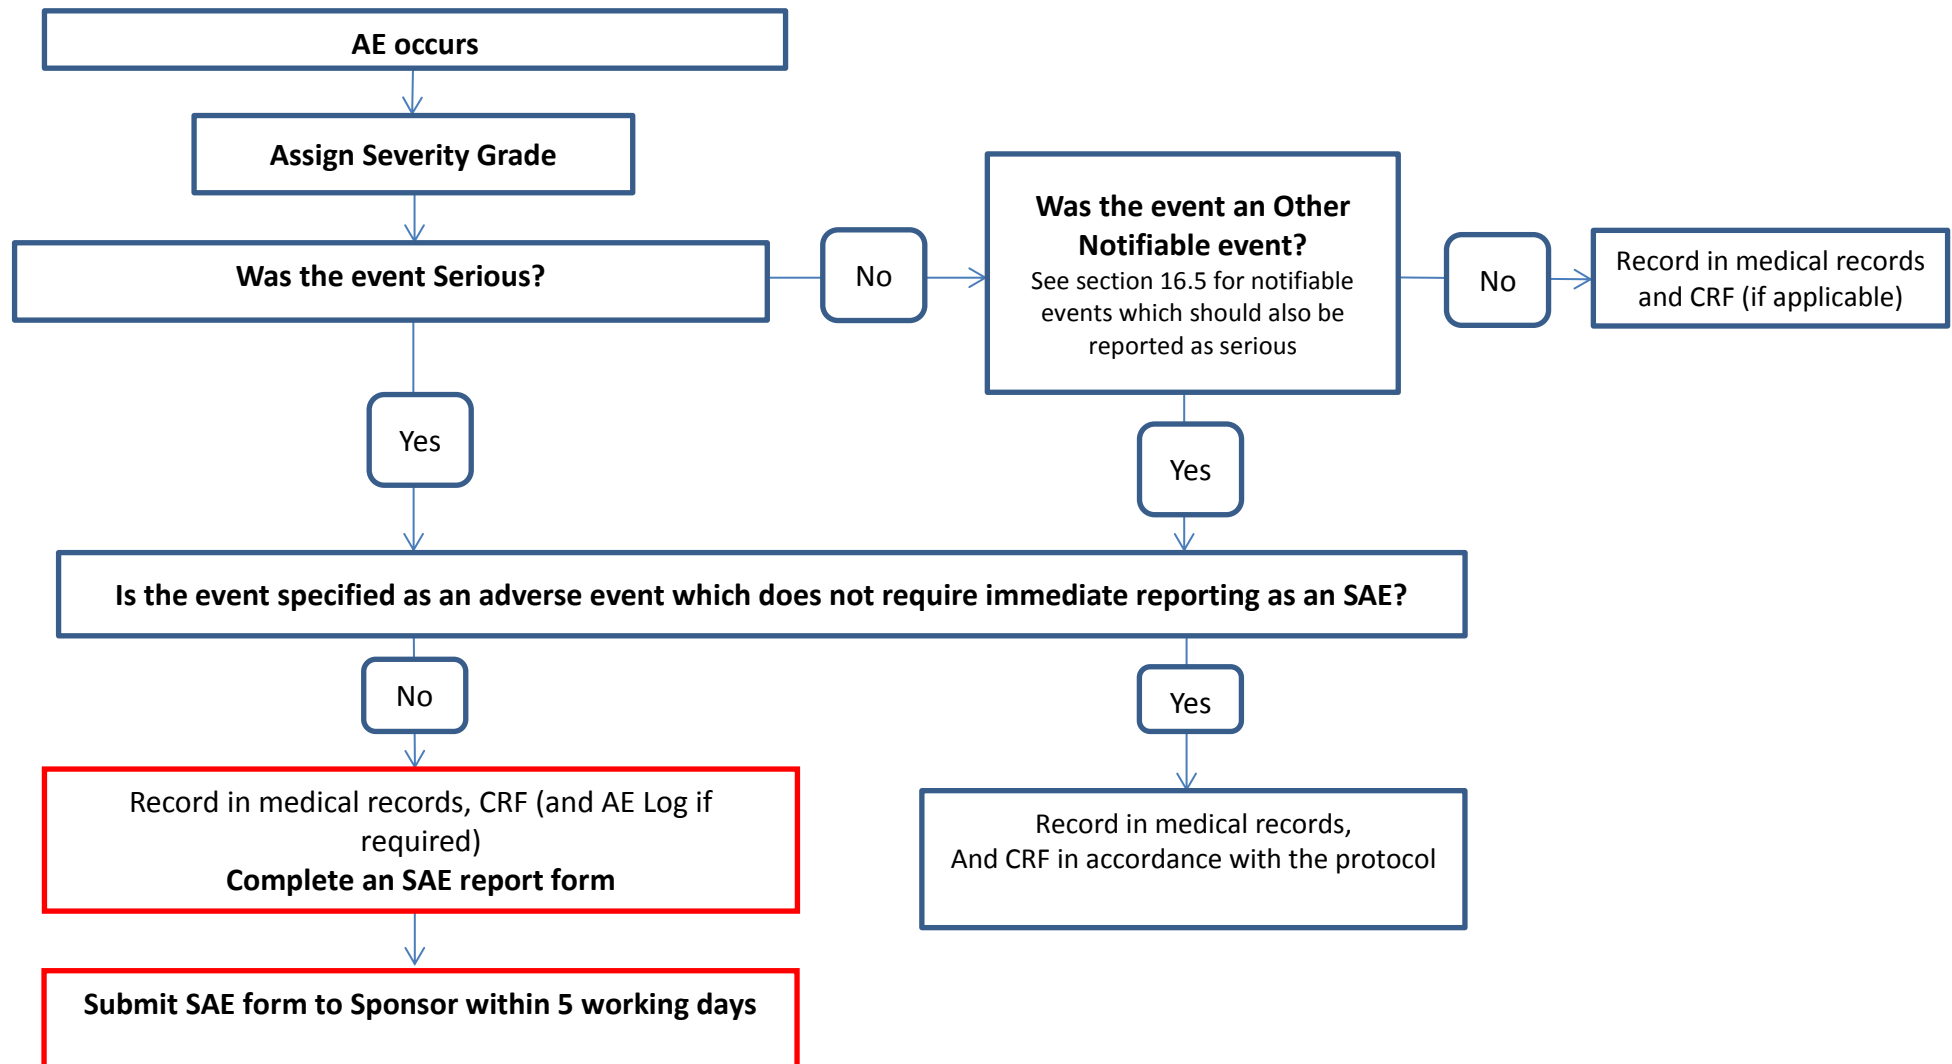 AE occurs
Assign Severity Grade
Was the event Serious?
No
Was the event an Other
Notifiable event?
See section 16.5 for notifiable
events which should also be
reported as serious
No
Record in medical records
and CRF (if applicable)
Yes
Yes
Is the event specified as an adverse event which does not require immediate reporting as an SAE?
No
Yes
Record in medical records, CRF (and AE Log if
required)
Complete an SAE report form
Record in medical records,
And CRF in accordance with the protocol
Submit SAE form to Sponsor within 5 working days